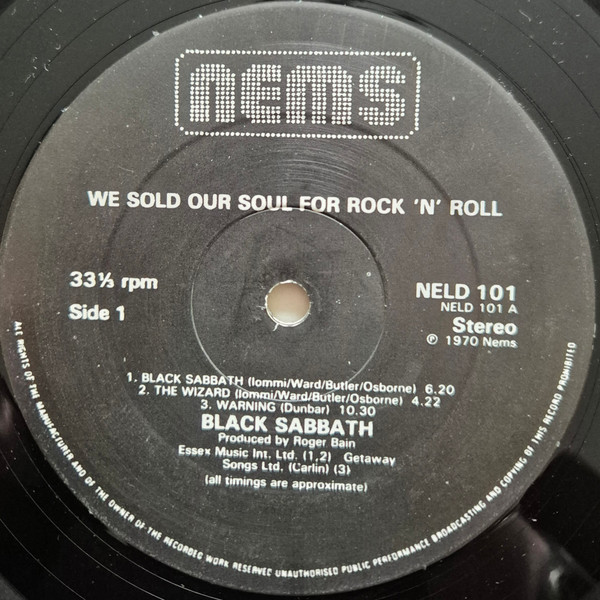 nems
WE SOLD OUR SOUL FOR ROCK 'N' ROLL
33⅓ rpm
Side 1
NELD 101
NELD 101 A
Stereo
℗ 1970 Nems
1. BLACK SABBATH (Iommi/Ward/Butler/Osborne) 6.20
2. THE WIZARD (Iommi/Ward/Butler/Osborne) 4.22
3. WARNING (Dunbar) 10.30
BLACK SABBATH
Produced by Roger Bain
Essex Music Int. Ltd. (1,2) Getaway
Songs Ltd. (Carlin) (3)
(all timings are approximate)
ALL RIGHTS OF THE MANUFACTURER AND OF THE OWNER OF THE RECORDED WORK RESERVED UNAUTHORISED PUBLIC PERFORMANCE BROADCASTING AND COPYING OF THIS RECORD PROHIBITED